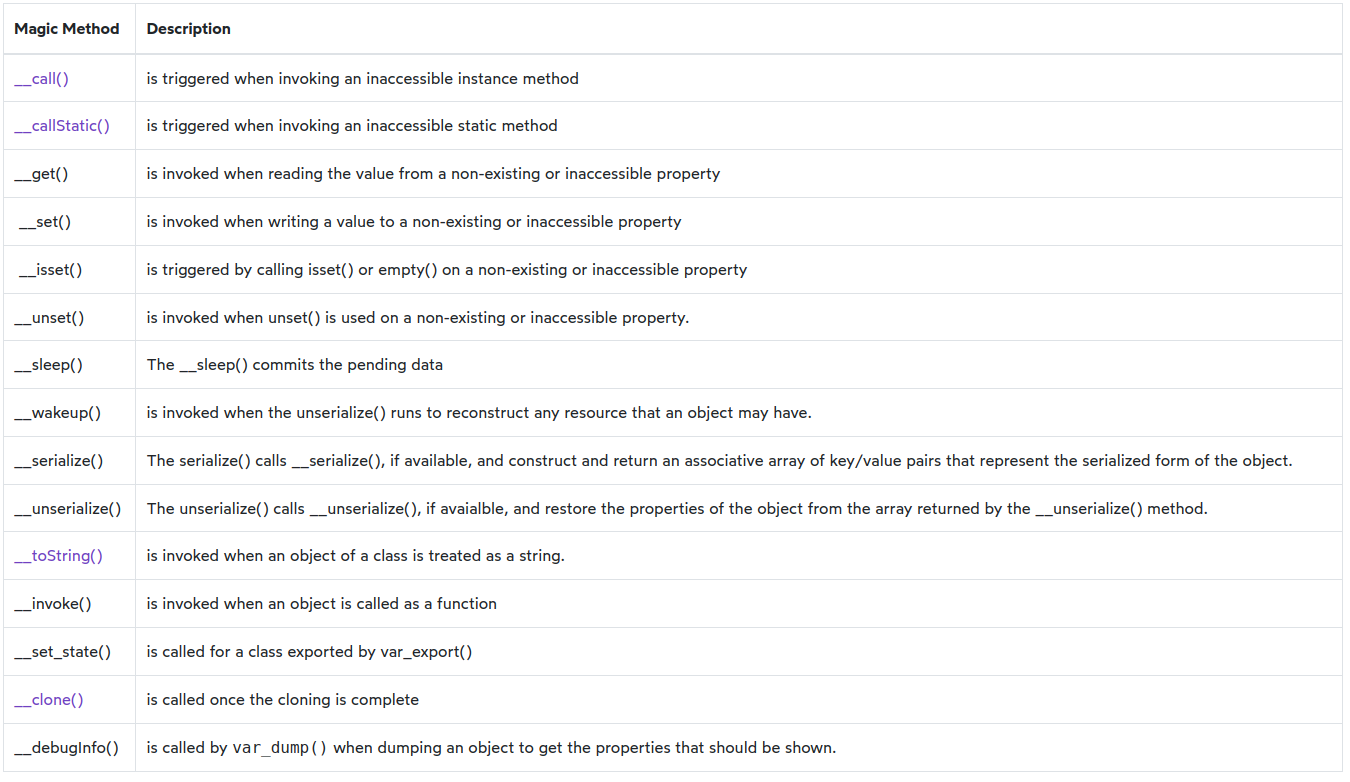 Magic Method Description
__call() is triggered when invoking an inaccessible instance method
__callStatic() is triggered when invoking an inaccessible static method
__get() is invoked when reading the value from a non-existing or inaccessible property
__set() is invoked when writing a value to a non-existing or inaccessible property
__isset() is triggered by calling isset() or empty() on a non-existing or inaccessible property
__unset() is invoked when unset() is used on a non-existing or inaccessible property.
__sleep() The __sleep() commits the pending data
__wakeup() is invoked when the unserialize() runs to reconstruct any resource that an object may have.
__serialize() The serialize() calls __serialize(), if available, and construct and return an associative array of key/value pairs that represent the serialized form of the object.
__unserialize() The unserialize() calls __unserialize(), if avaialble, and restore the properties of the object from the array returned by the __unserialize() method.
__toString() is invoked when an object of a class is treated as a string.
__invoke() is invoked when an object is called as a function
__set_state() is called for a class exported by var_export()
__clone() is called once the cloning is complete
__debugInfo() is called by var_dump() when dumping an object to get the properties that should be shown.